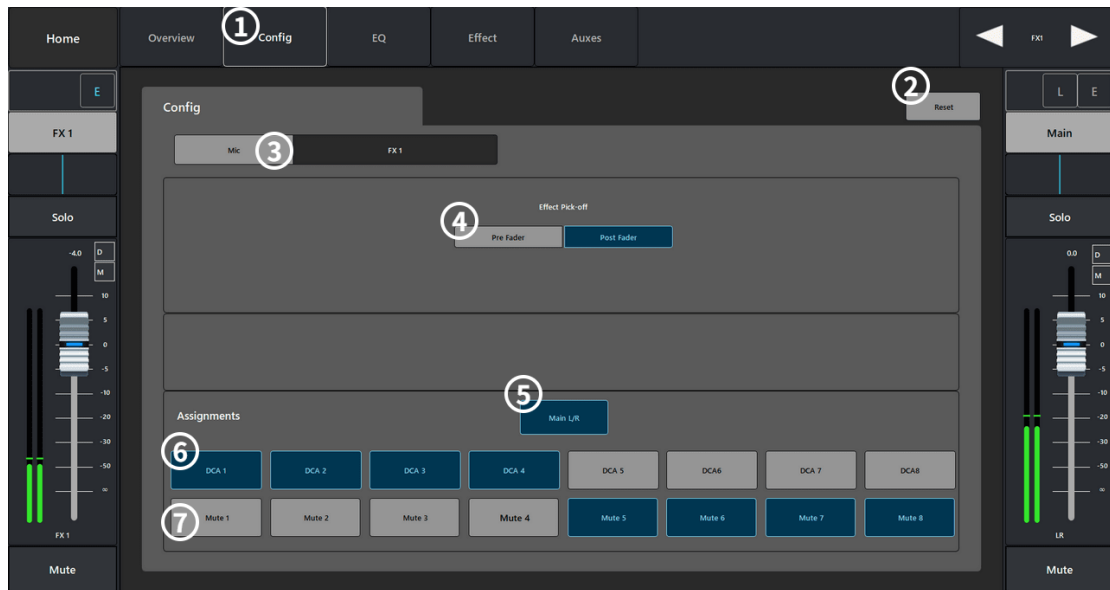 Home Overview 1 Config EQ Effect Auxes FX1
E L E
Config 2 Reset
FX 1 Main
Mic 3 FX 1
Effect Pick-off
Solo 4 Solo
Pre Fader Post Fader
-4.0 D 0.0 D
M M
10 10
5 5
0 0
-5 -5
-10 -10
5
-20 Assignments Main L/R -20
-30 6 -30
-50 DCA 1 DCA 2 DCA 3 DCA 4 DCA 5 DCA6 DCA 7 DCA8 -50
∞ ∞
7 Mute 1 Mute 2 Mute 3 Mute 4 Mute 5 Mute 6 Mute 7 Mute 8
FX 1 LR
Mute Mute